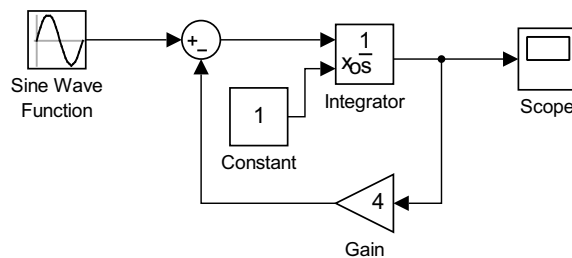 Sine Wave
Function
+
−
1
Constant
x₀
1
s
Integrator
Scope
4
Gain